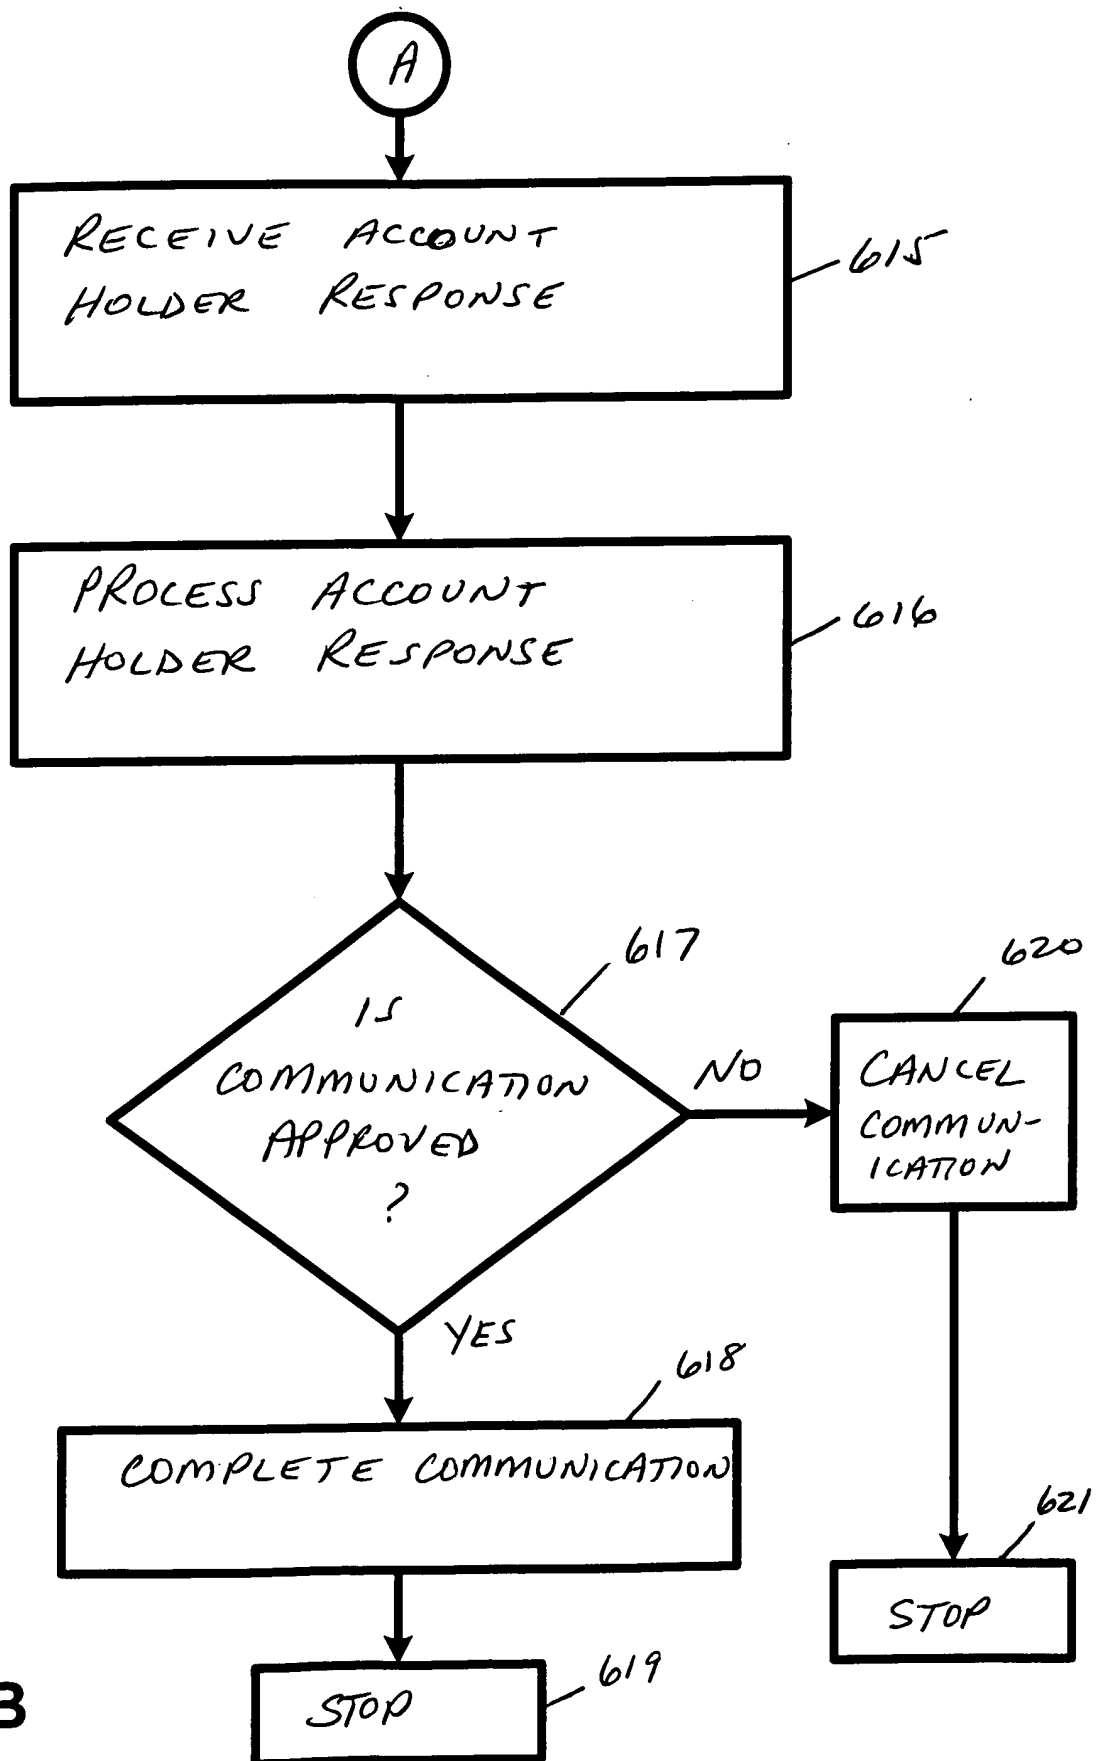 A
RECEIVE ACCOUNT
HOLDER RESPONSE
615
PROCESS ACCOUNT
HOLDER RESPONSE
616
IS
COMMUNICATION
APPROVED
?
617
NO
620
CANCEL
COMMUN-
ICATION
YES
618
COMPLETE COMMUNICATION
621
STOP
619
STOP
B